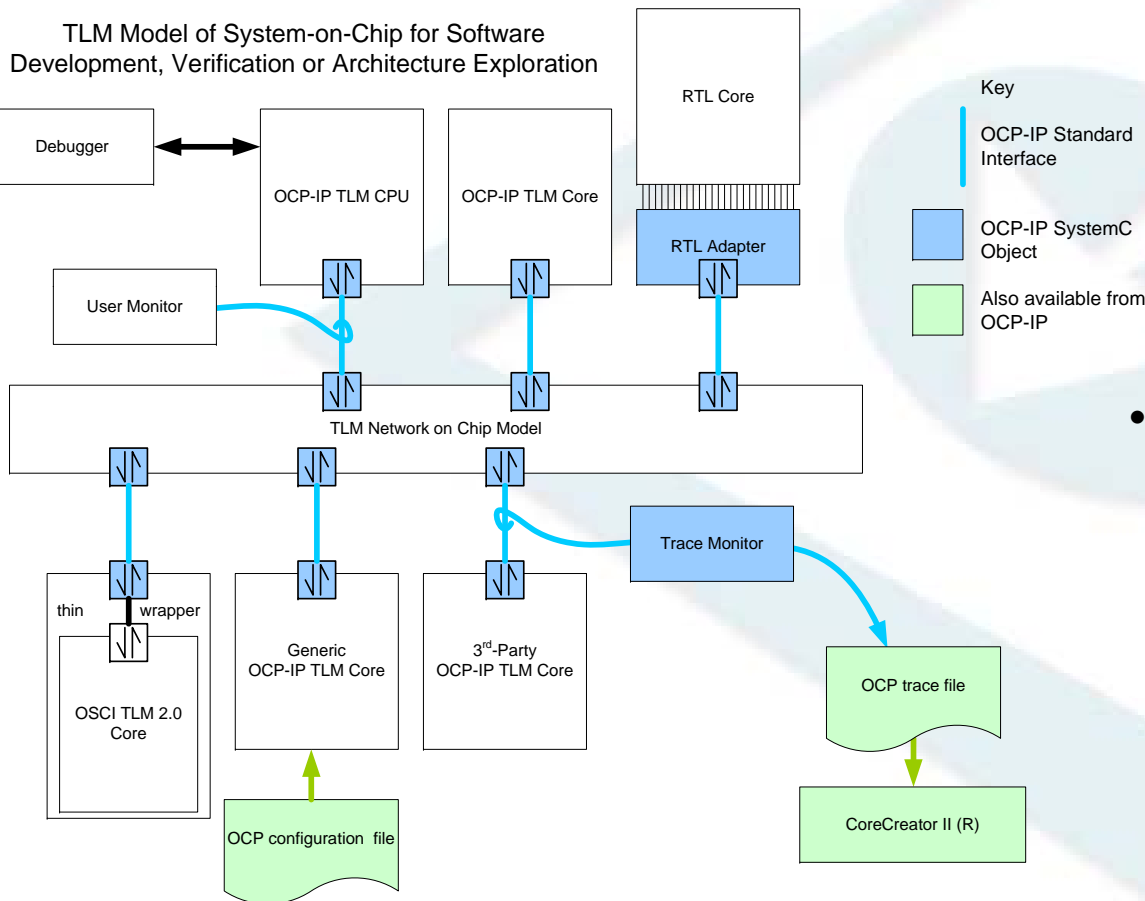 TLM Model of System-on-Chip for Software
Development, Verification or Architecture Exploration
Debugger
OCP-IP TLM CPU
OCP-IP TLM Core
RTL Core
RTL Adapter
Key
OCP-IP Standard
Interface
OCP-IP SystemC
Object
Also available from
OCP-IP
User Monitor
TLM Network on Chip Model
•
thin wrapper
OSCI TLM 2.0
Core
Generic
OCP-IP TLM Core
3rd-Party
OCP-IP TLM Core
Trace Monitor
OCP trace file
OCP configuration file
CoreCreator II (R)